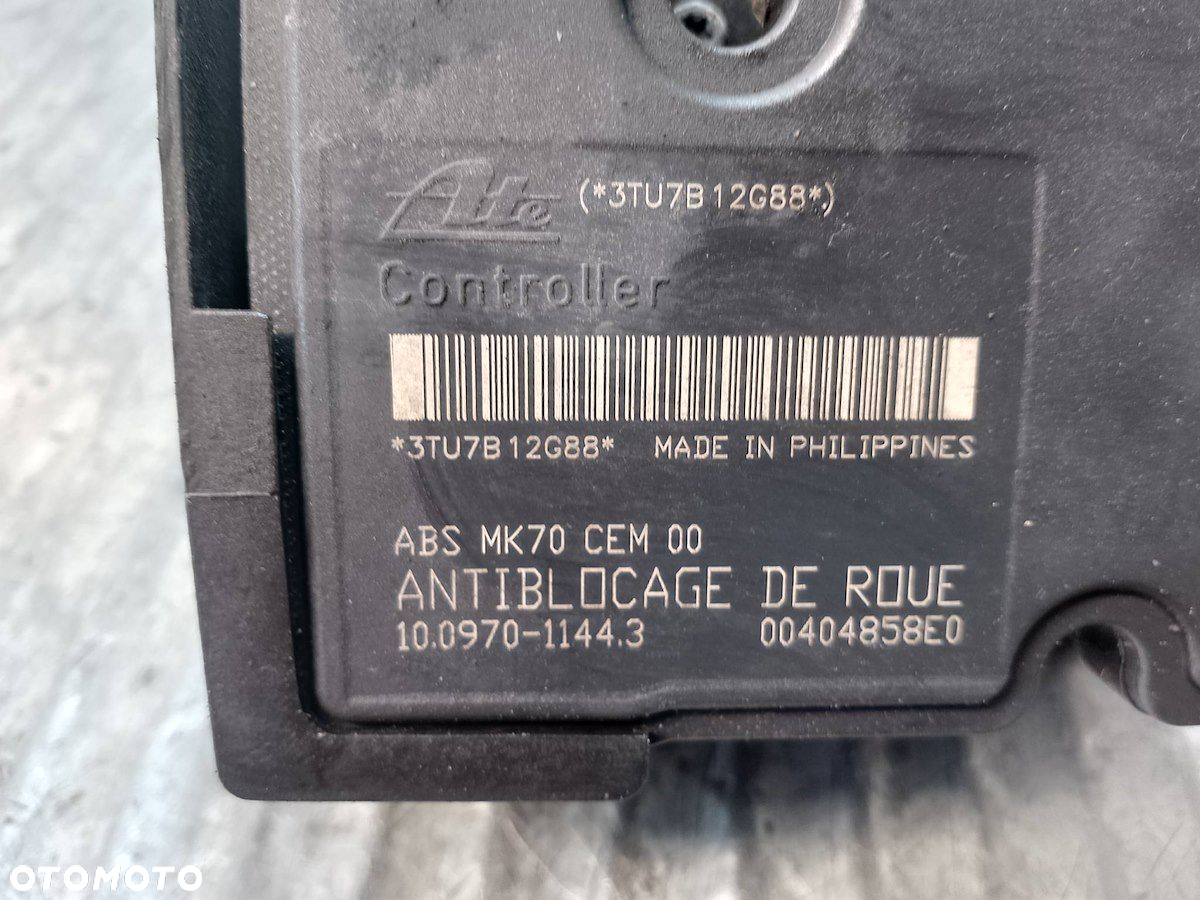 Ate (*3TU7B12G88*)
Controller
*3TU7B12G88* MADE IN PHILIPPINES
ABS MK70 CEM 00
ANTIBLOCAGE DE ROUE
10.0970-1144.3 00404858E0
OTOMOTO